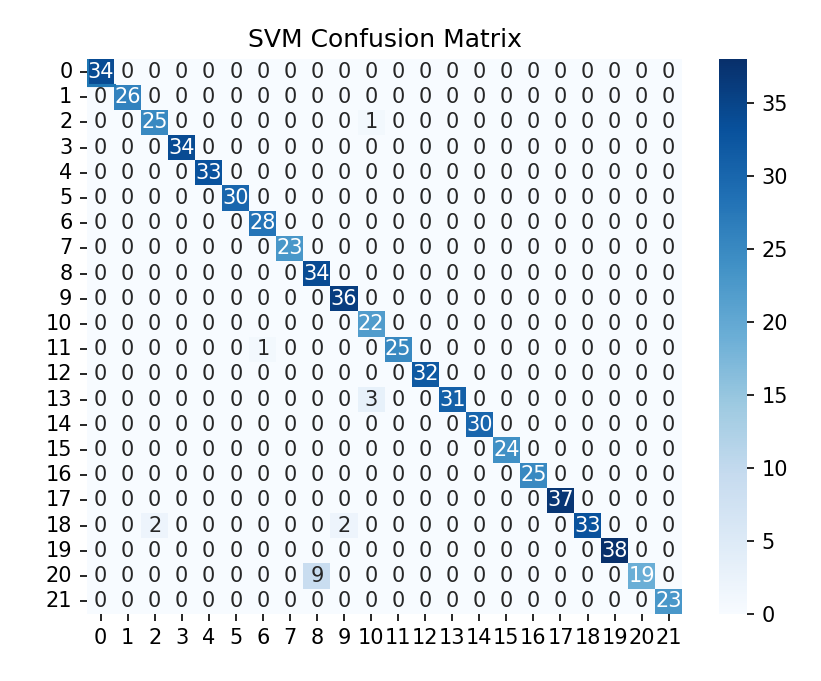 SVM Confusion Matrix
0 34 0 0 0 0 0 0 0 0 0 0 0 0 0 0 0 0 0 0 0 0 0
1 0 26 0 0 0 0 0 0 0 0 0 0 0 0 0 0 0 0 0 0 0 0
2 0 0 25 0 0 0 0 0 0 0 1 0 0 0 0 0 0 0 0 0 0 0
3 0 0 0 34 0 0 0 0 0 0 0 0 0 0 0 0 0 0 0 0 0 0
4 0 0 0 0 33 0 0 0 0 0 0 0 0 0 0 0 0 0 0 0 0 0
5 0 0 0 0 0 30 0 0 0 0 0 0 0 0 0 0 0 0 0 0 0 0
6 0 0 0 0 0 0 28 0 0 0 0 0 0 0 0 0 0 0 0 0 0 0
7 0 0 0 0 0 0 0 23 0 0 0 0 0 0 0 0 0 0 0 0 0 0
8 0 0 0 0 0 0 0 0 34 0 0 0 0 0 0 0 0 0 0 0 0 0
9 0 0 0 0 0 0 0 0 0 36 0 0 0 0 0 0 0 0 0 0 0 0
10 0 0 0 0 0 0 0 0 0 0 22 0 0 0 0 0 0 0 0 0 0 0
11 0 0 0 0 0 0 1 0 0 0 0 25 0 0 0 0 0 0 0 0 0 0
12 0 0 0 0 0 0 0 0 0 0 0 0 32 0 0 0 0 0 0 0 0 0
13 0 0 0 0 0 0 0 0 0 0 3 0 0 31 0 0 0 0 0 0 0 0
14 0 0 0 0 0 0 0 0 0 0 0 0 0 0 30 0 0 0 0 0 0 0
15 0 0 0 0 0 0 0 0 0 0 0 0 0 0 0 24 0 0 0 0 0 0
16 0 0 0 0 0 0 0 0 0 0 0 0 0 0 0 0 25 0 0 0 0 0
17 0 0 0 0 0 0 0 0 0 0 0 0 0 0 0 0 0 37 0 0 0 0
18 0 0 2 0 0 0 0 0 0 2 0 0 0 0 0 0 0 0 33 0 0 0
19 0 0 0 0 0 0 0 0 0 0 0 0 0 0 0 0 0 0 0 38 0 0
20 0 0 0 0 0 0 0 0 9 0 0 0 0 0 0 0 0 0 0 0 19 0
21 0 0 0 0 0 0 0 0 0 0 0 0 0 0 0 0 0 0 0 0 0 23
0 1 2 3 4 5 6 7 8 9 10 11 12 13 14 15 16 17 18 19 20 21
35
30
25
20
15
10
5
0